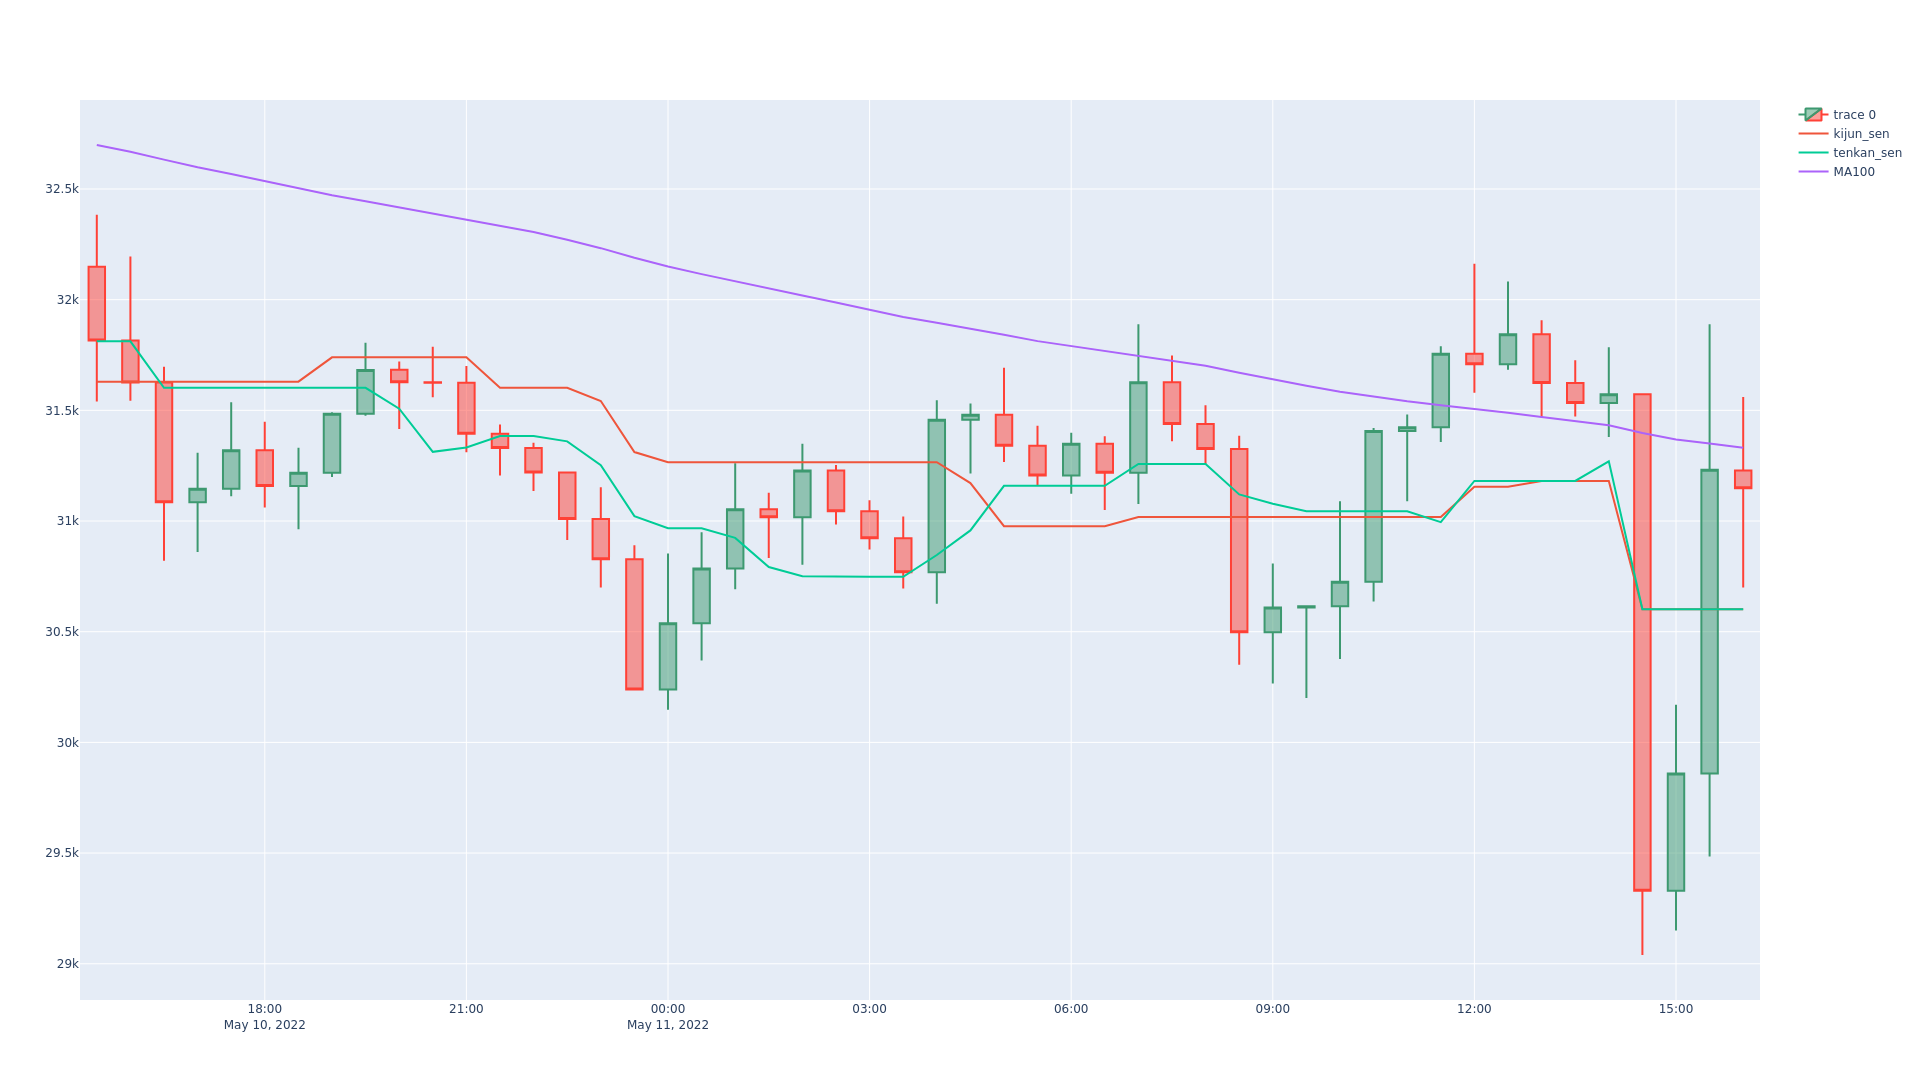 trace 0
kijun_sen
tenkan_sen
MA100
32.5k
32k
31.5k
31k
30.5k
30k
29.5k
29k
18:00 21:00 00:00 03:00 06:00 09:00 12:00 15:00
May 10, 2022 May 11, 2022